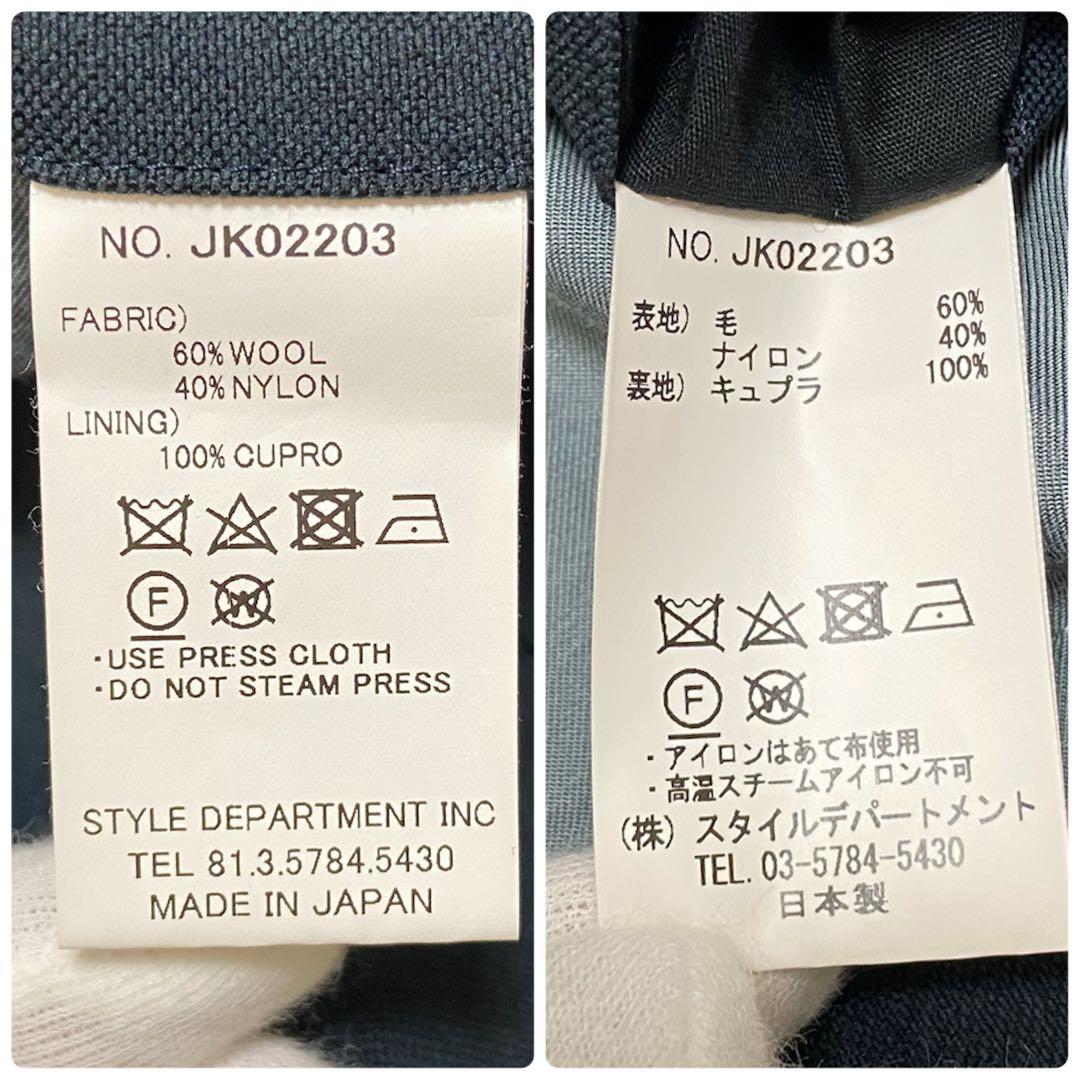 NO. JK02203
FABRIC)
60% WOOL
40% NYLON
LINING)
100% CUPRO
F W
・USE PRESS CLOTH
・DO NOT STEAM PRESS
STYLE DEPARTMENT INC
TEL 81.3.5784.5430
MADE IN JAPAN
NO. JK02203
表地) 毛 60%
ナイロン 40%
裏地) キュプラ 100%
F W
・アイロンはあて布使用
・高温スチームアイロン不可
(株) スタイルデパートメント
TEL. 03-5784-5430
日本製